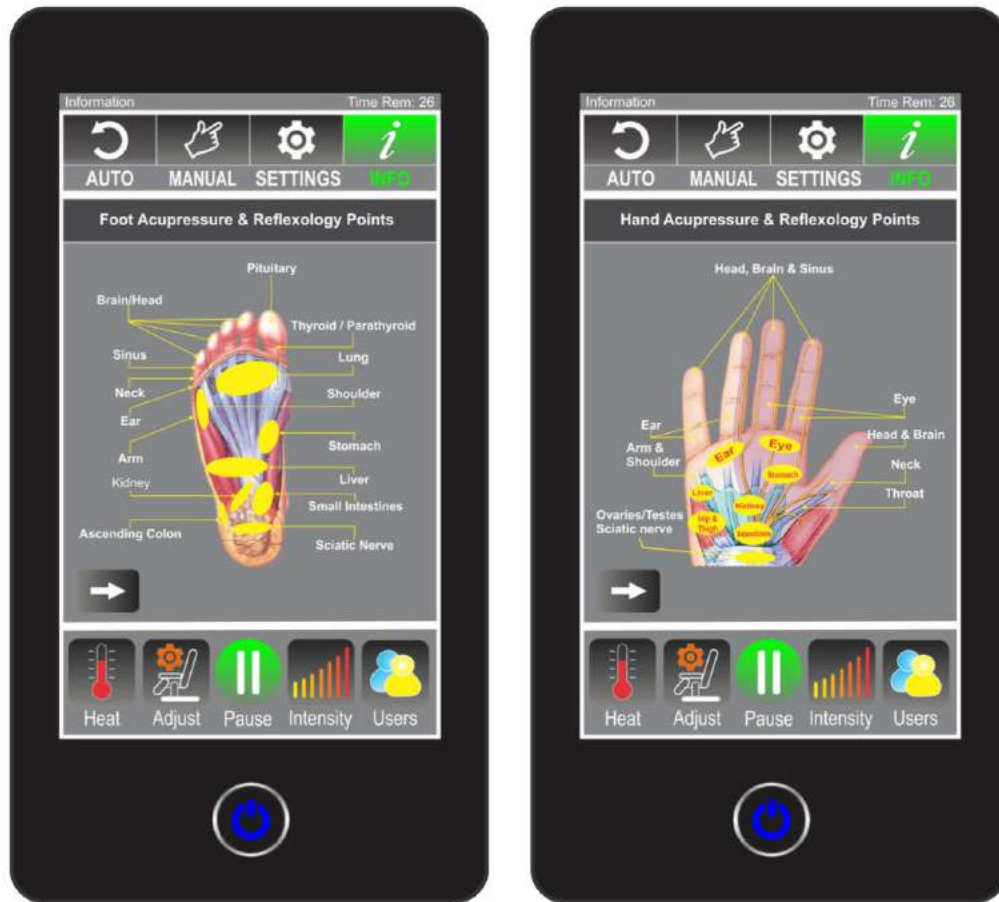 Information Time Rem: 26
AUTO MANUAL SETTINGS INFO
Foot Acupressure & Reflexology Points
Pituitary
Brain/Head
Thyroid / Parathyroid
Sinus
Lung
Neck
Shoulder
Ear
Stomach
Arm
Liver
Kidney
Small Intestines
Ascending Colon
Sciatic Nerve
Heat Adjust Pause Intensity Users
Information Time Rem: 26
AUTO MANUAL SETTINGS INFO
Hand Acupressure & Reflexology Points
Head, Brain & Sinus
Eye
Ear
Head & Brain
Arm &
Shoulder
Neck
Throat
Ear
Eye
Stomach
Liver
Kidney
Hip &
Thigh
Intestines
Ovaries/Testes
Sciatic nerve
Heat Adjust Pause Intensity Users